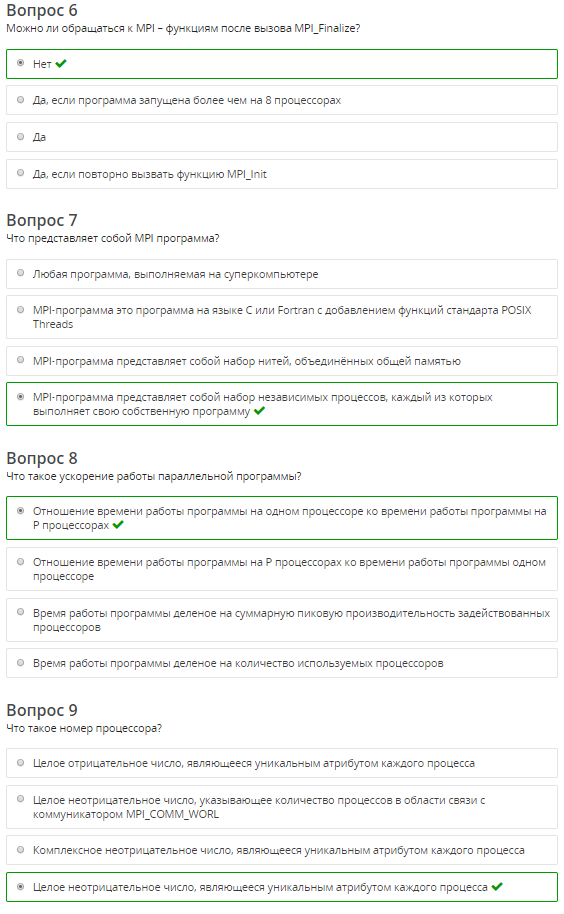 Вопрос 6
Можно ли обращаться к MPI – функциям после вызова MPI_Finalize?
Нет
Да, если программа запущена более чем на 8 процессорах
Да
Да, если повторно вызвать функцию MPI_Init
Вопрос 7
Что представляет собой MPI программа?
Любая программа, выполняемая на суперкомпьютере
MPI-программа это программа на языке C или Fortran с добавлением функций стандарта POSIX
Threads
MPI-программа представляет собой набор нитей, объединённых общей памятью
MPI-программа представляет собой набор независимых процессов, каждый из которых
выполняет свою собственную программу
Вопрос 8
Что такое ускорение работы параллельной программы?
Отношение времени работы программы на одном процессоре ко времени работы программы на
P процессорах
Отношение времени работы программы на P процессорах ко времени работы программы одном
процессоре
Время работы программы деленое на суммарную пиковую производительность задействованных
процессоров
Время работы программы деленое на количество используемых процессоров
Вопрос 9
Что такое номер процессора?
Целое отрицательное число, являющееся уникальным атрибутом каждого процесса
Целое неотрицательное число, указывающее количество процессов в области связи с
коммуникатором MPI_COMM_WORL
Комплексное неотрицательное число, являющееся уникальным атрибутом каждого процесса
Целое неотрицательное число, являющееся уникальным атрибутом каждого процесса